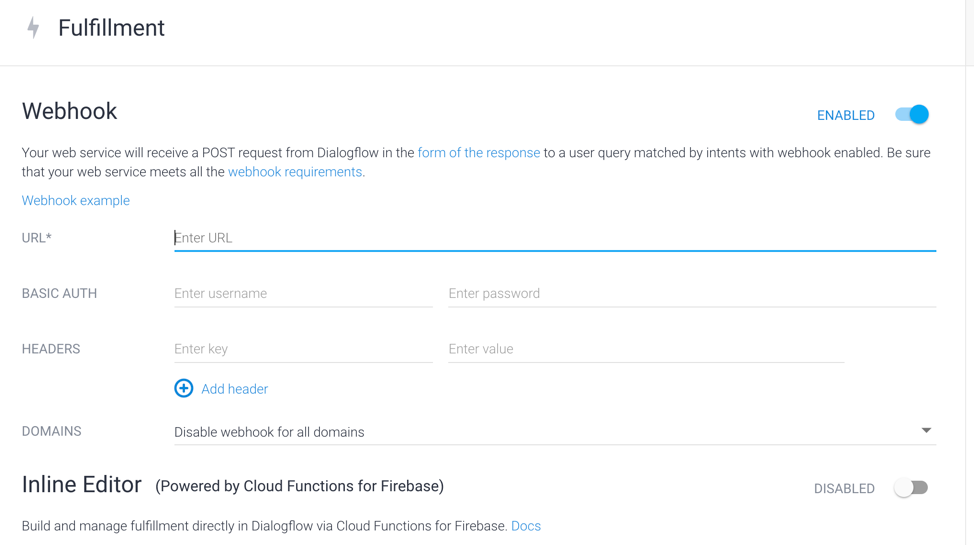 Fulfillment
Webhook
ENABLED
Your web service will receive a POST request from Dialogflow in the form of the response to a user query matched by intents with webhook enabled. Be sure
that your web service meets all the webhook requirements.
Webhook example
URL*
Enter URL
BASIC AUTH
Enter username
Enter password
HEADERS
Enter key
Enter value
Add header
DOMAINS
Disable webhook for all domains
Inline Editor (Powered by Cloud Functions for Firebase)
DISABLED
Build and manage fulfillment directly in Dialogflow via Cloud Functions for Firebase. Docs